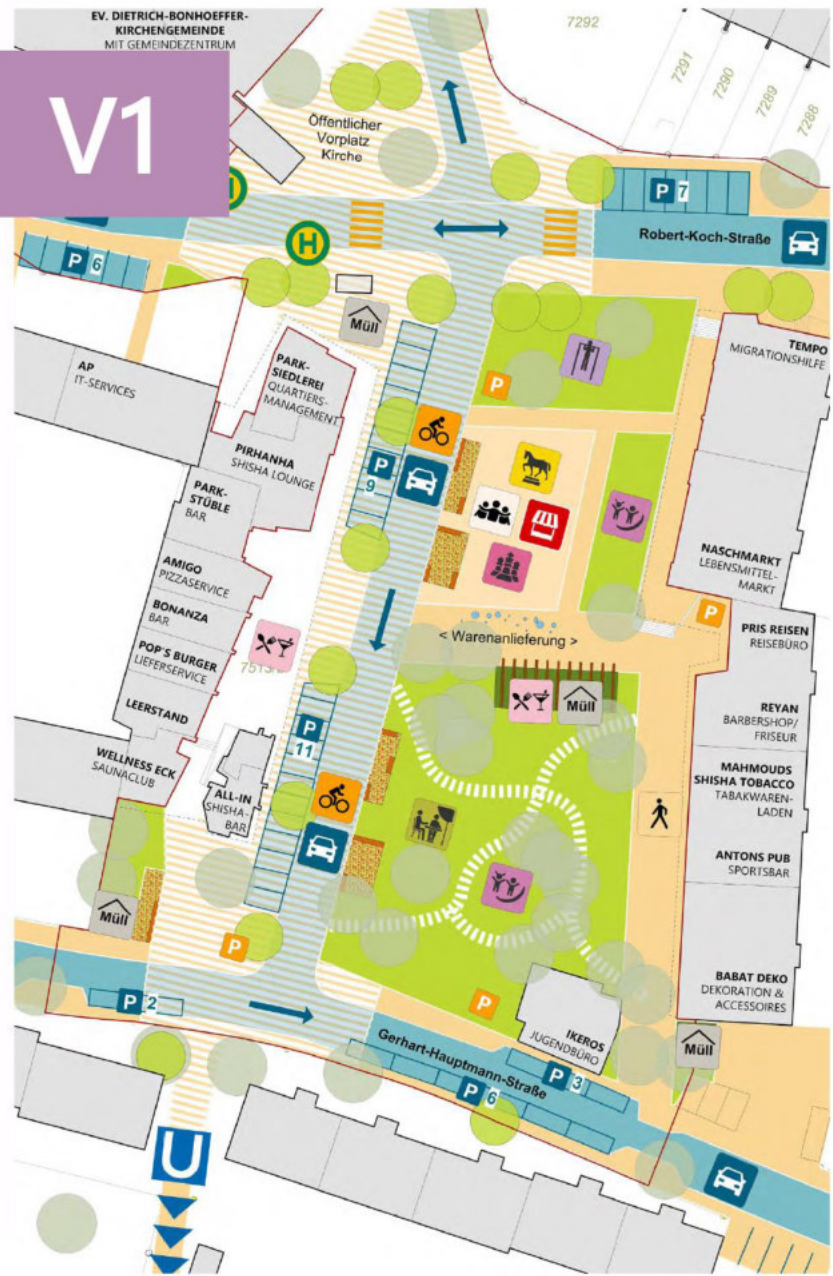 EV. DIETRICH-BONHOEFFER-
KIRCHENGEMEINDE
MIT GEMEINDEZENTRUM
7292
7291
7290
7289
7288
V1
Öffentlicher
Vorplatz
Kirche
H
P 7
Robert-Koch-Straße
P 6
Müll
TEMPO
MIGRATIONSHILFE
AP
IT-SERVICES
PARK-
SIEDLEREI
QUARTIERS-
MANAGEMENT
P
PIRHANHA
SHISHA LOUNGE
P
9
PARK-
STÜBLE
BAR
NASCHMARKT
LEBENSMITTEL-
MARKT
AMIGO
PIZZASERVICE
BONANZA
BAR
P
PRIS REISEN
REISEBÜRO
< Warenanlieferung >
POP'S BURGER
LIEFERSERVICE
LEERSTAND
Müll
REYAN
BARBERSHOP/
FRISEUR
P
11
WELLNESS ECK
SAUNACLUB
MAHMOUDS
SHISHA TOBACCO
TABAKWAREN-
LADEN
ALL-IN
SHISHA-
BAR
ANTONS PUB
SPORTSBAR
Müll
P
BABAT DEKO
DEKORATION &
ACCESSOIRES
P 2
P
IKEROS
JUGENDBÜRO
Müll
Gerhart-Hauptmann-Straße
P 3
P 6
U